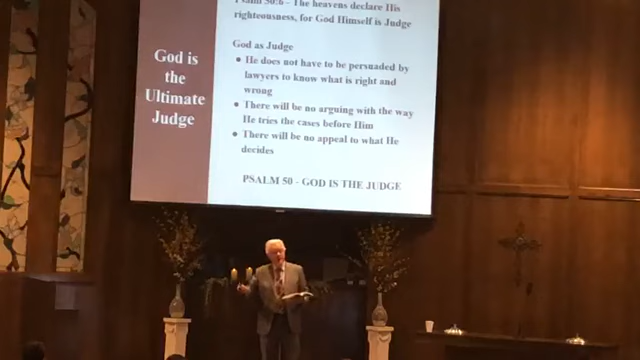 God is
the
Ultimate
Judge
Psalm 50:6 – The heavens declare His
righteousness, for God Himself is Judge
God as Judge
• He does not have to be persuaded by
lawyers to know what is right and
wrong
• There will be no arguing with the way
He tries the cases before Him
• There will be no appeal to what He
decides
PSALM 50 - GOD IS THE JUDGE